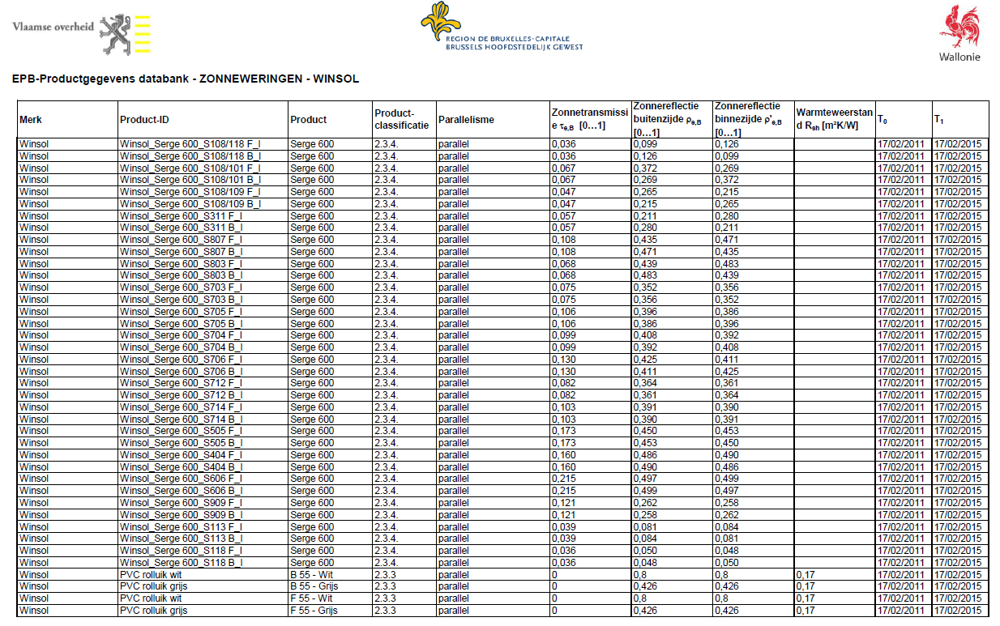 Vlaamse overheid
REGION DE BRUXELLES-CAPITALE
BRUSSELS HOOFDSTEDELIJK GEWEST
Wallonie
EPB-Productgegevens databank - ZONNEWERINGEN - WINSOL
Merk Product-ID Product Product-classificatie Parallelisme Zonnetransmissie τe,B [0…1] Zonnereflectie buitenzijde ρe,B [0…1] Zonnereflectie binnezijde ρ'e,B [0…1] Warmteweerstand Rsh [m²K/W] T0 T1
Winsol Winsol_Serge 600_S108/118 F_I Serge 600 2.3.4. parallel 0,036 0,099 0,126 17/02/2011 17/02/2015
Winsol Winsol_Serge 600_S108/118 B_I Serge 600 2.3.4. parallel 0,036 0,126 0,099 17/02/2011 17/02/2015
Winsol Winsol_Serge 600_S108/101 F_I Serge 600 2.3.4. parallel 0,067 0,372 0,269 17/02/2011 17/02/2015
Winsol Winsol_Serge 600_S108/101 B_I Serge 600 2.3.4. parallel 0,067 0,269 0,372 17/02/2011 17/02/2015
Winsol Winsol_Serge 600_S108/109 F_I Serge 600 2.3.4. parallel 0,047 0,265 0,215 17/02/2011 17/02/2015
Winsol Winsol_Serge 600_S108/109 B_I Serge 600 2.3.4. parallel 0,047 0,215 0,265 17/02/2011 17/02/2015
Winsol Winsol_Serge 600_S311 F_I Serge 600 2.3.4. parallel 0,057 0,211 0,280 17/02/2011 17/02/2015
Winsol Winsol_Serge 600_S311 B_I Serge 600 2.3.4. parallel 0,057 0,280 0,211 17/02/2011 17/02/2015
Winsol Winsol_Serge 600_S807 F_I Serge 600 2.3.4. parallel 0,108 0,435 0,471 17/02/2011 17/02/2015
Winsol Winsol_Serge 600_S807 B_I Serge 600 2.3.4. parallel 0,108 0,471 0,435 17/02/2011 17/02/2015
Winsol Winsol_Serge 600_S803 F_I Serge 600 2.3.4. parallel 0,068 0,439 0,483 17/02/2011 17/02/2015
Winsol Winsol_Serge 600_S803 B_I Serge 600 2.3.4. parallel 0,068 0,483 0,439 17/02/2011 17/02/2015
Winsol Winsol_Serge 600_S703 F_I Serge 600 2.3.4. parallel 0,075 0,352 0,356 17/02/2011 17/02/2015
Winsol Winsol_Serge 600_S703 B_I Serge 600 2.3.4. parallel 0,075 0,356 0,352 17/02/2011 17/02/2015
Winsol Winsol_Serge 600_S705 F_I Serge 600 2.3.4. parallel 0,106 0,396 0,386 17/02/2011 17/02/2015
Winsol Winsol_Serge 600_S705 B_I Serge 600 2.3.4. parallel 0,106 0,386 0,396 17/02/2011 17/02/2015
Winsol Winsol_Serge 600_S704 F_I Serge 600 2.3.4. parallel 0,099 0,408 0,392 17/02/2011 17/02/2015
Winsol Winsol_Serge 600_S704 B_I Serge 600 2.3.4. parallel 0,099 0,392 0,408 17/02/2011 17/02/2015
Winsol Winsol_Serge 600_S706 F_I Serge 600 2.3.4. parallel 0,130 0,425 0,411 17/02/2011 17/02/2015
Winsol Winsol_Serge 600_S706 B_I Serge 600 2.3.4. parallel 0,130 0,411 0,425 17/02/2011 17/02/2015
Winsol Winsol_Serge 600_S712 F_I Serge 600 2.3.4. parallel 0,082 0,364 0,361 17/02/2011 17/02/2015
Winsol Winsol_Serge 600_S712 B_I Serge 600 2.3.4. parallel 0,082 0,361 0,364 17/02/2011 17/02/2015
Winsol Winsol_Serge 600_S714 F_I Serge 600 2.3.4. parallel 0,103 0,391 0,390 17/02/2011 17/02/2015
Winsol Winsol_Serge 600_S714 B_I Serge 600 2.3.4. parallel 0,103 0,390 0,391 17/02/2011 17/02/2015
Winsol Winsol_Serge 600_S505 F_I Serge 600 2.3.4. parallel 0,173 0,450 0,453 17/02/2011 17/02/2015
Winsol Winsol_Serge 600_S505 B_I Serge 600 2.3.4. parallel 0,173 0,453 0,450 17/02/2011 17/02/2015
Winsol Winsol_Serge 600_S404 F_I Serge 600 2.3.4. parallel 0,160 0,486 0,490 17/02/2011 17/02/2015
Winsol Winsol_Serge 600_S404 B_I Serge 600 2.3.4. parallel 0,160 0,490 0,486 17/02/2011 17/02/2015
Winsol Winsol_Serge 600_S606 F_I Serge 600 2.3.4. parallel 0,215 0,497 0,499 17/02/2011 17/02/2015
Winsol Winsol_Serge 600_S606 B_I Serge 600 2.3.4. parallel 0,215 0,499 0,497 17/02/2011 17/02/2015
Winsol Winsol_Serge 600_S909 F_I Serge 600 2.3.4. parallel 0,121 0,262 0,258 17/02/2011 17/02/2015
Winsol Winsol_Serge 600_S909 B_I Serge 600 2.3.4. parallel 0,121 0,258 0,262 17/02/2011 17/02/2015
Winsol Winsol_Serge 600_S113 F_I Serge 600 2.3.4. parallel 0,039 0,081 0,084 17/02/2011 17/02/2015
Winsol Winsol_Serge 600_S113 B_I Serge 600 2.3.4. parallel 0,039 0,084 0,081 17/02/2011 17/02/2015
Winsol Winsol_Serge 600_S118 F_I Serge 600 2.3.4. parallel 0,036 0,050 0,048 17/02/2011 17/02/2015
Winsol Winsol_Serge 600_S118 B_I Serge 600 2.3.4. parallel 0,036 0,048 0,050 17/02/2011 17/02/2015
Winsol PVC rolluik wit B 55 - Wit 2.3.3 parallel 0 0,8 0,8 0,17 17/02/2011 17/02/2015
Winsol PVC rolluik grijs B 55 - Grijs 2.3.3 parallel 0 0,426 0,426 0,17 17/02/2011 17/02/2015
Winsol PVC rolluik wit F 55 - Wit 2.3.3 parallel 0 0,8 0,8 0,17 17/02/2011 17/02/2015
Winsol PVC rolluik grijs F 55 - Grijs 2.3.3 parallel 0 0,426 0,426 0,17 17/02/2011 17/02/2015